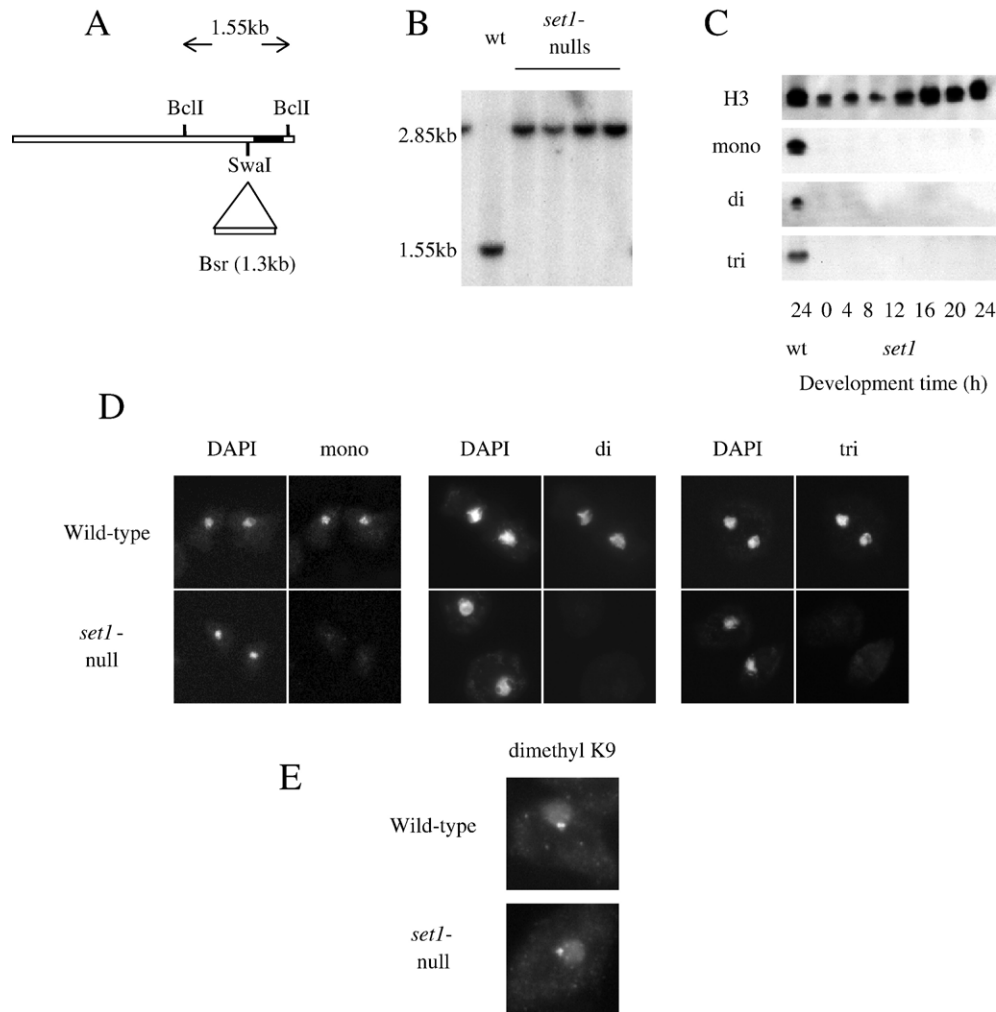 A
1.55kb
BclI
BclI
SwaI
Bsr (1.3kb)
B
wt
set1-
nulls
2.85kb
1.55kb
C
H3
mono
di
tri
24 0 4 8 12 16 20 24
wt set1
Development time (h)
D
DAPI mono DAPI di DAPI tri
Wild-type
set1-
null
E
dimethyl K9
Wild-type
set1-
null